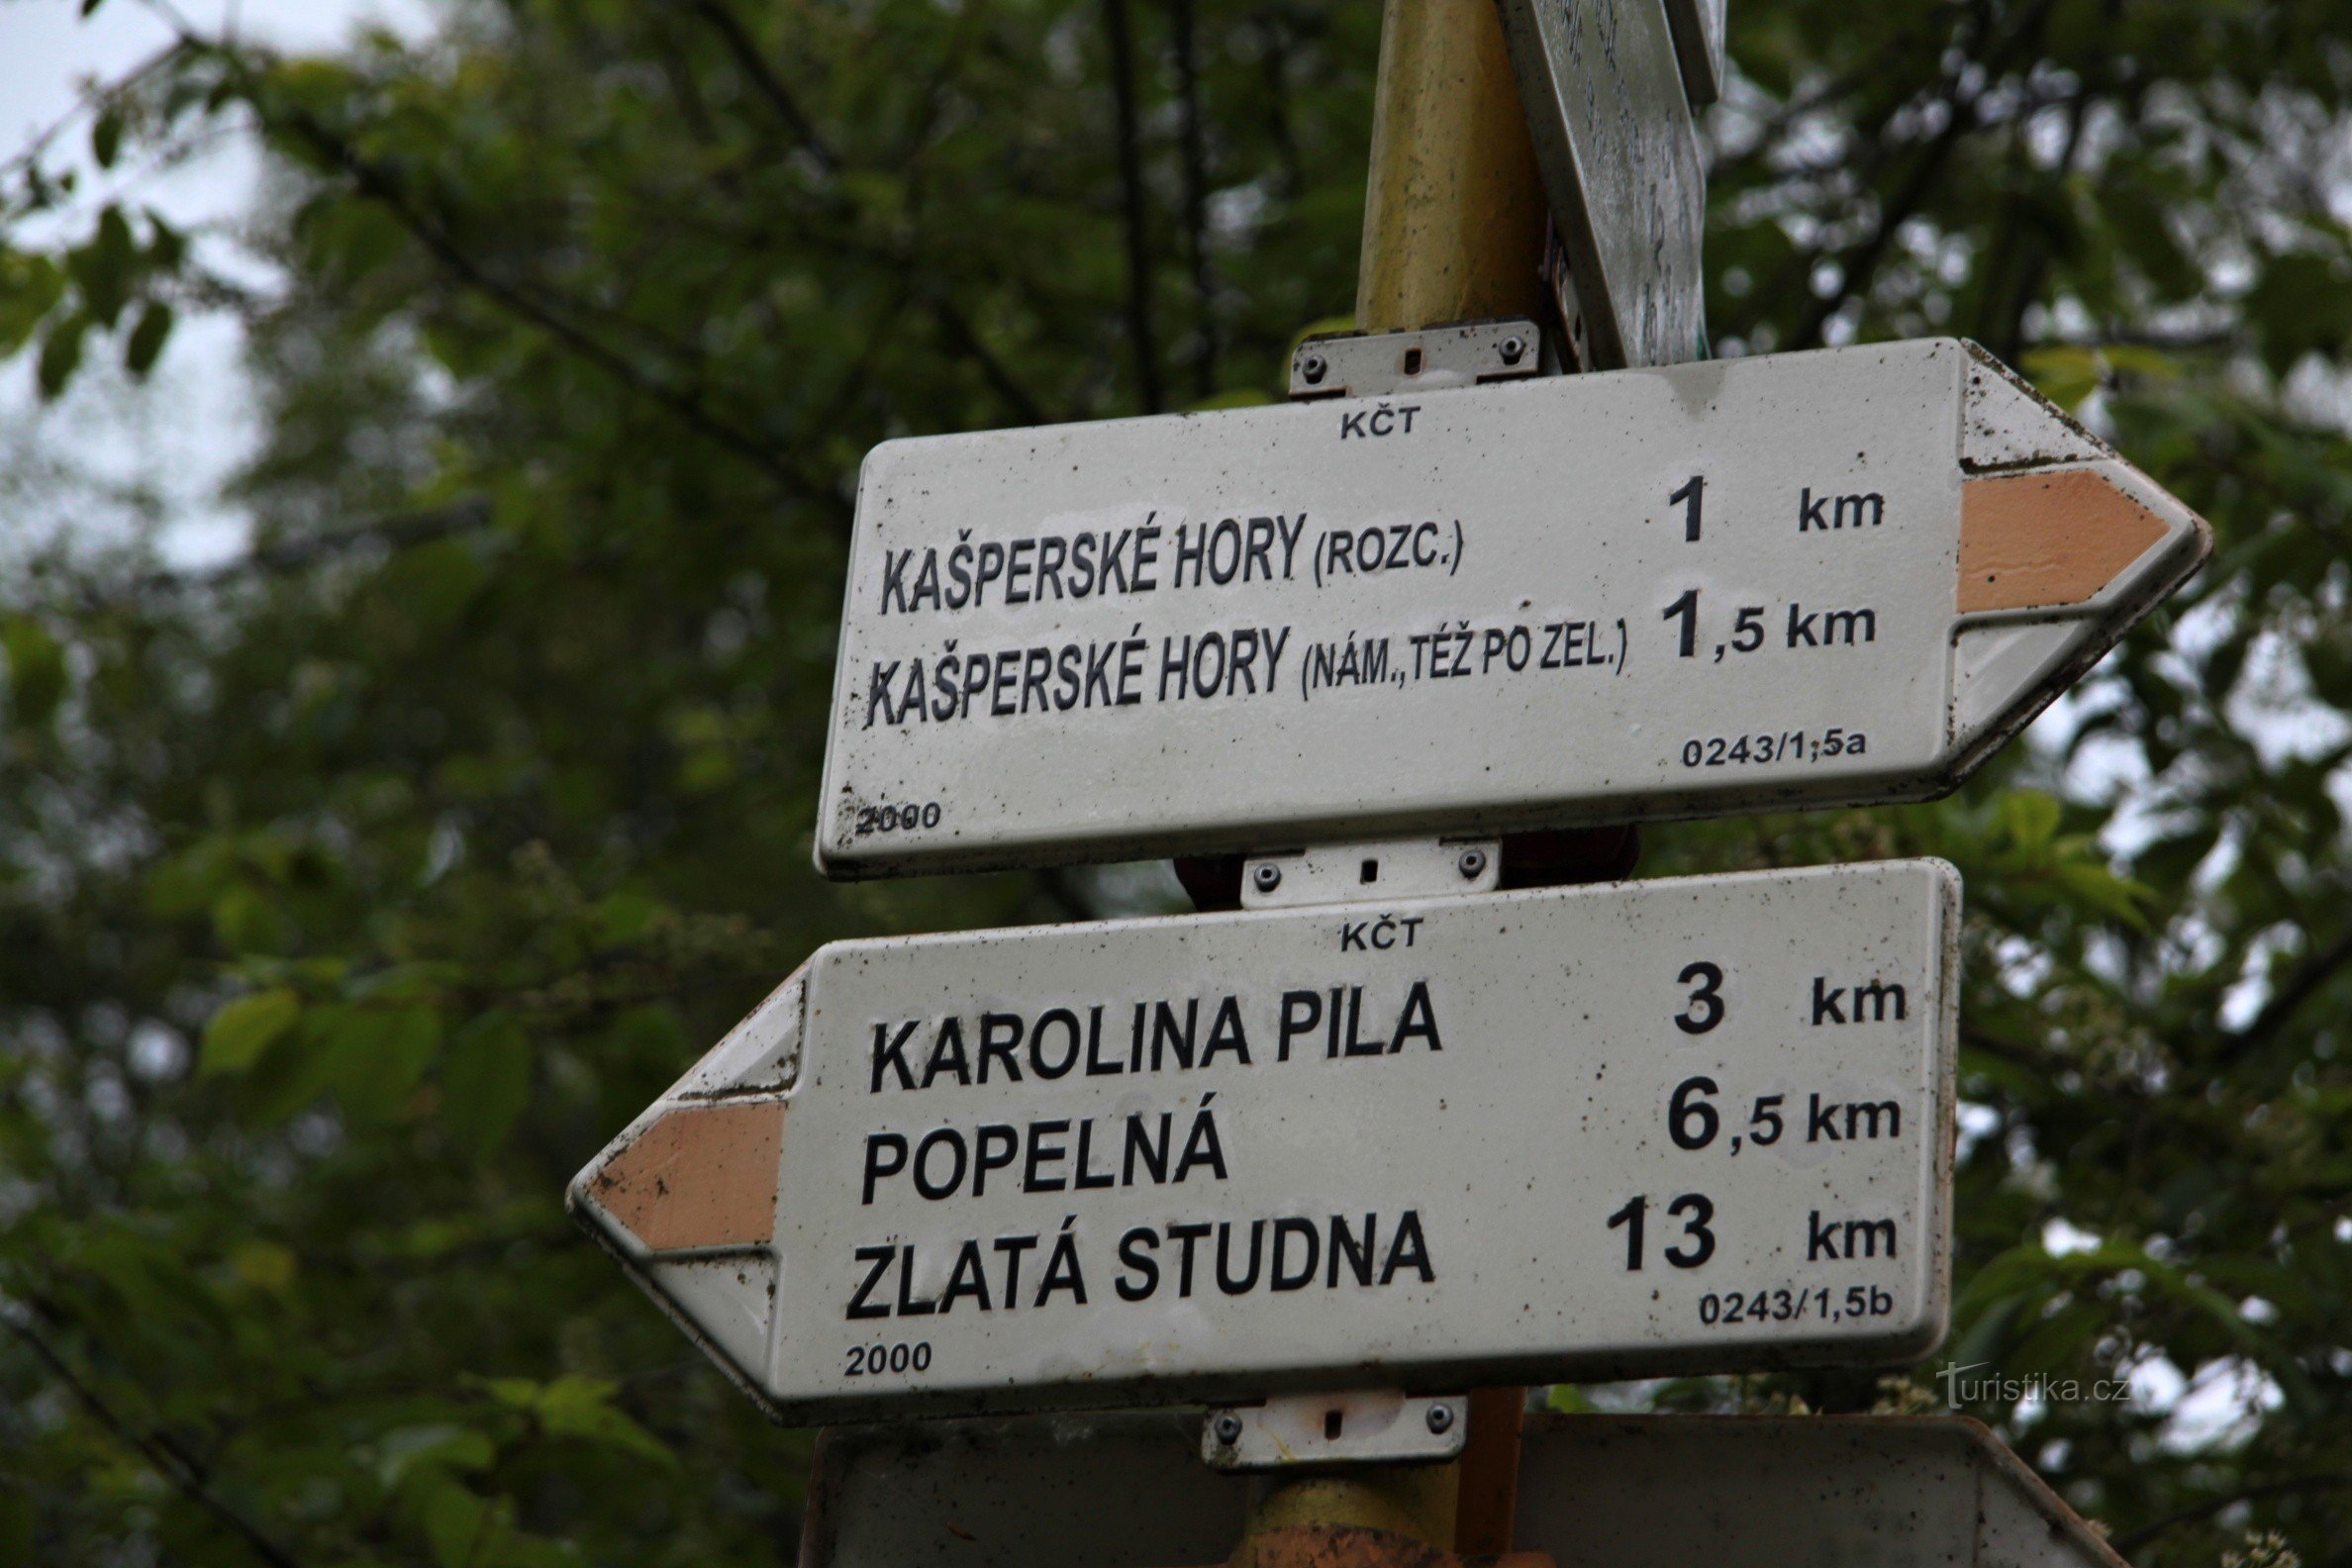 KČT
KAŠPERSKÉ HORY (ROZC.) 1 km
KAŠPERSKÉ HORY (NÁM.,TÉŽ PO ZEL.) 1,5 km
0243/1,5a
2000
KČT
KAROLINA PILA 3 km
POPELNÁ 6,5 km
ZLATÁ STUDNA 13 km
0243/1,5b
2000
Turistika.cz